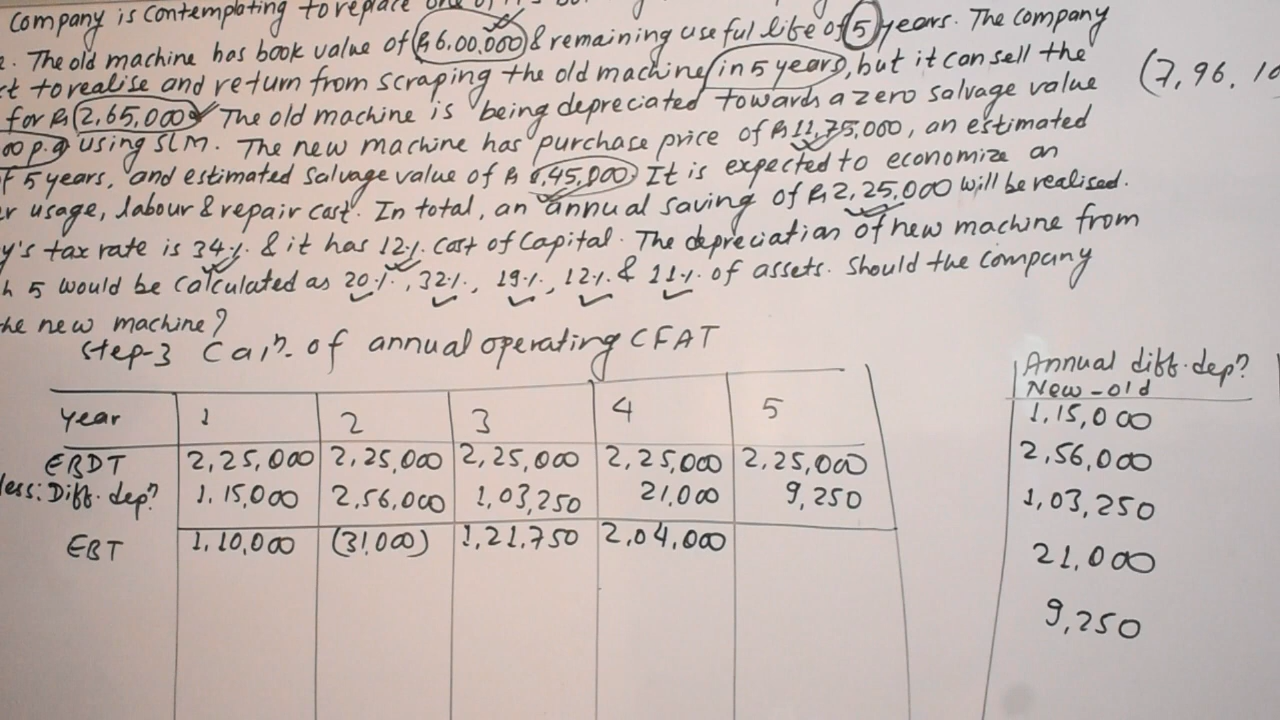 company is contemplating to replace one of its
. The old machine has book value of ₨ 6,00,000 & remaining useful life of 5 years. The company
ct to realise and return from scraping the old machine in 5 years, but it can sell the
for ₨ 2,65,000 The old machine is being depreciated towards a zero salvage value
00 p.a using SLM. The new machine has purchase price of ₨ 11,75,000, an estimated
f 5 years, and estimated salvage value of ₨ 1,45,000. It is expected to economize on
er usage, labour & repair cost. In total, an annual saving of ₨ 2,25,000 will be realised.
y's tax rate is 34%. & it has 12%. cost of capital. The depreciation of new machine from
h 5 would be calculated as 20%, 32%, 19%, 12% & 11%. of assets. Should the company
he new machine?
(7,96,10
Step-3 Caln. of annual operating CFAT
year 1 2 3 4 5
EBDT 2,25,000 2,25,000 2,25,000 2,25,000 2,25,000
less: Diff. depn 1,15,000 2,56,000 1,03,250 21,000 9,250
EBT 1,10,000 (31,000) 1,21,750 2,04,000
Annual diff. depn
New - old
1,15,000
2,56,000
1,03,250
21,000
9,250